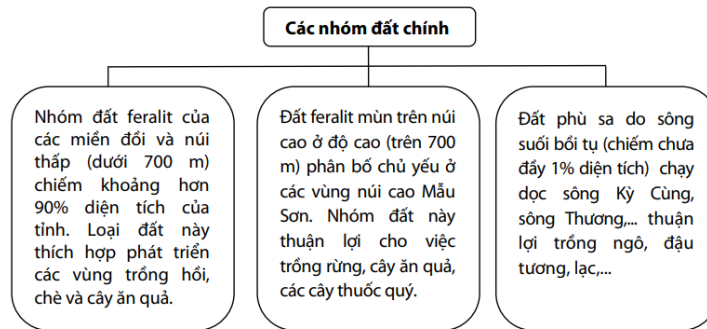 Các nhóm đất chính
Nhóm đất feralit của
các miền đồi và núi
thấp (dưới 700 m)
chiếm khoảng hơn
90% diện tích của
tỉnh. Loại đất này
thích hợp phát triển
các vùng trồng hồi,
chè và cây ăn quả.
Đất feralit mùn trên núi
cao ở độ cao (trên 700
m) phân bố chủ yếu ở
các vùng núi cao Mẫu
Sơn. Nhóm đất này
thuận lợi cho việc
trồng rừng, cây ăn quả,
các cây thuốc quý.
Đất phù sa do sông
suối bồi tụ (chiếm chưa
đầy 1% diện tích) chạy
dọc sông Kỳ Cùng,
sông Thương,... thuận
lợi trồng ngô, đậu
tương, lạc,...